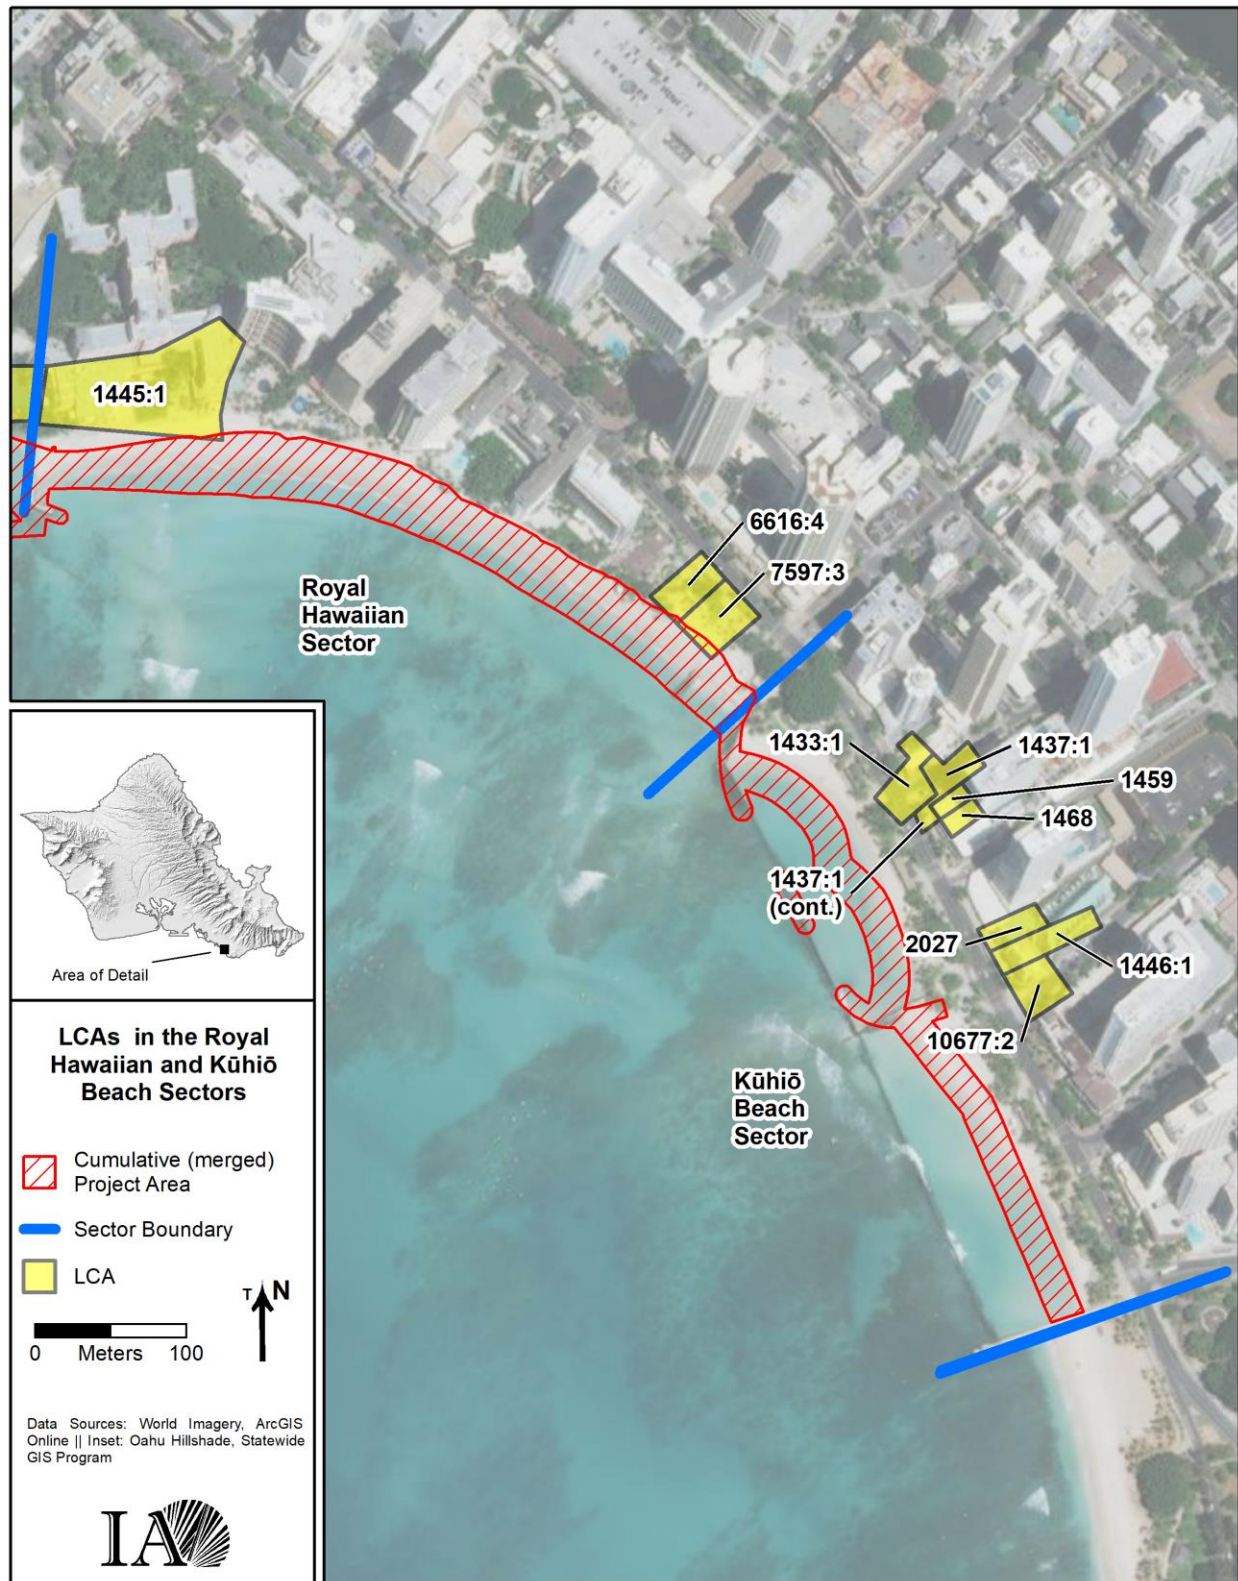 1445:1
6616:4
7597:3
Royal
Hawaiian
Sector
1433:1
1437:1
1459
1468
1437:1
(cont.)
2027
1446:1
10677:2
Kūhiō
Beach
Sector
Area of Detail
LCAs in the Royal
Hawaiian and Kūhiō
Beach Sectors
Cumulative (merged)
Project Area
Sector Boundary
LCA
T N
0 Meters 100
Data Sources: World Imagery, ArcGIS
Online || Inset: Oahu Hillshade, Statewide
GIS Program
IA